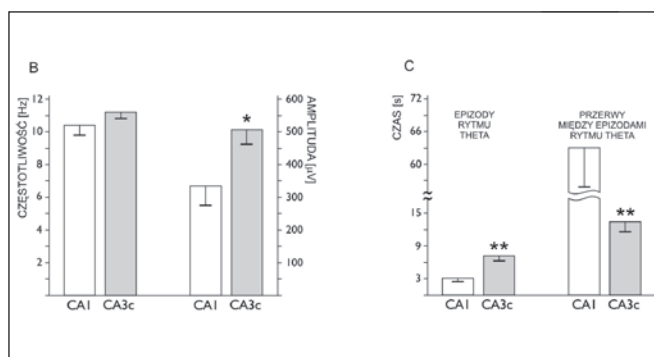 B
CZĘSTOTLIWOŚĆ [Hz]
12
10
8
6
4
2
*
600
500
400
300
200
100
AMPLITUDA [µV]
CA1 CA3c CA1 CA3c
C
CZAS [s]
72
66
60
15
9
3
EPIZODY
RYTMU
THETA
PRZERWY
MIĘDZY EPIZODAMI
RYTMU THETA
**
**
CA1 CA3c CA1 CA3c